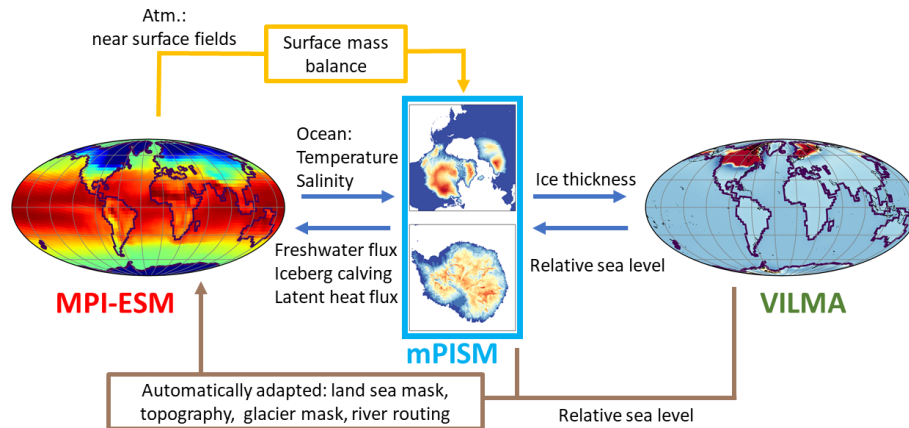 Atm.:
near surface fields
Surface mass
balance
Ocean:
Temperature
Salinity
Ice thickness
Freshwater flux
Iceberg calving
Latent heat flux
Relative sea level
MPI-ESM
mPISM
VILMA
Automatically adapted: land sea mask,
topography, glacier mask, river routing
Relative sea level